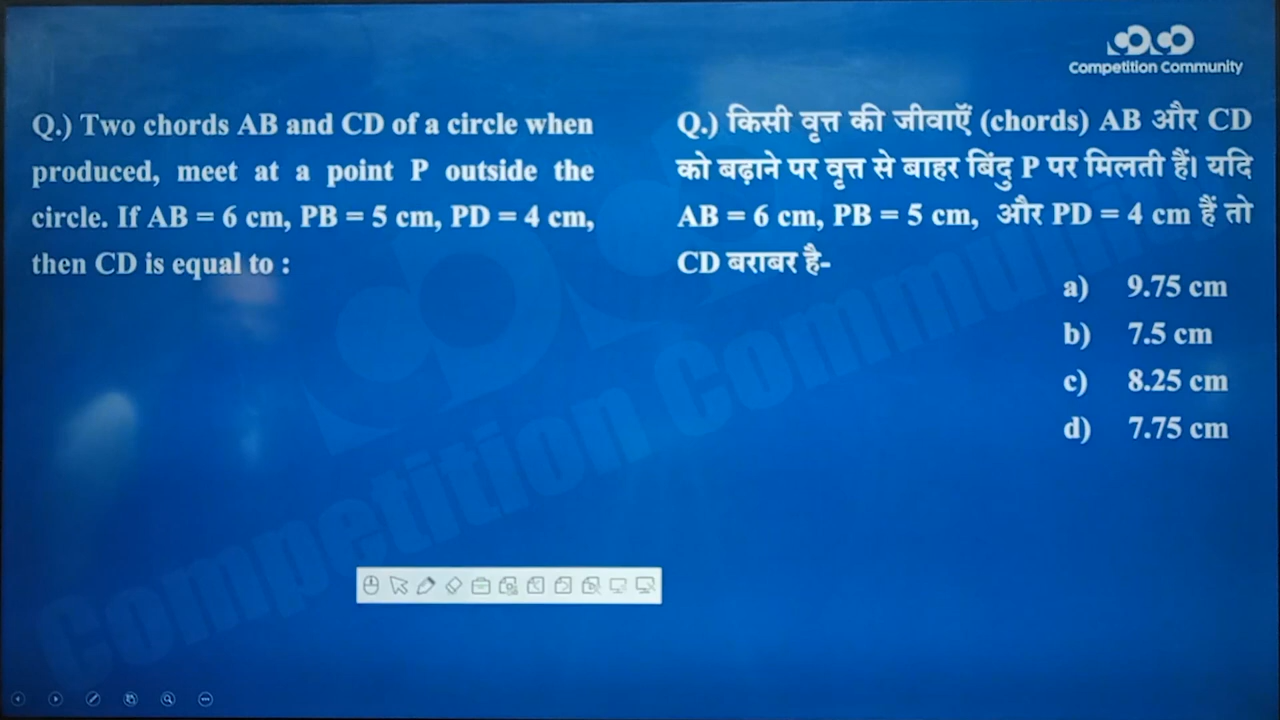 Competition Community
Q.) Two chords AB and CD of a circle when
produced, meet at a point P outside the
circle. If AB = 6 cm, PB = 5 cm, PD = 4 cm,
then CD is equal to :
Q.) किसी वृत्त की जीवाएँ (chords) AB और CD
को बढ़ाने पर वृत्त से बाहर बिंदु P पर मिलती हैं। यदि
AB = 6 cm, PB = 5 cm, और PD = 4 cm हैं तो
CD बराबर है-
a) 9.75 cm
b) 7.5 cm
c) 8.25 cm
d) 7.75 cm
Competition Community